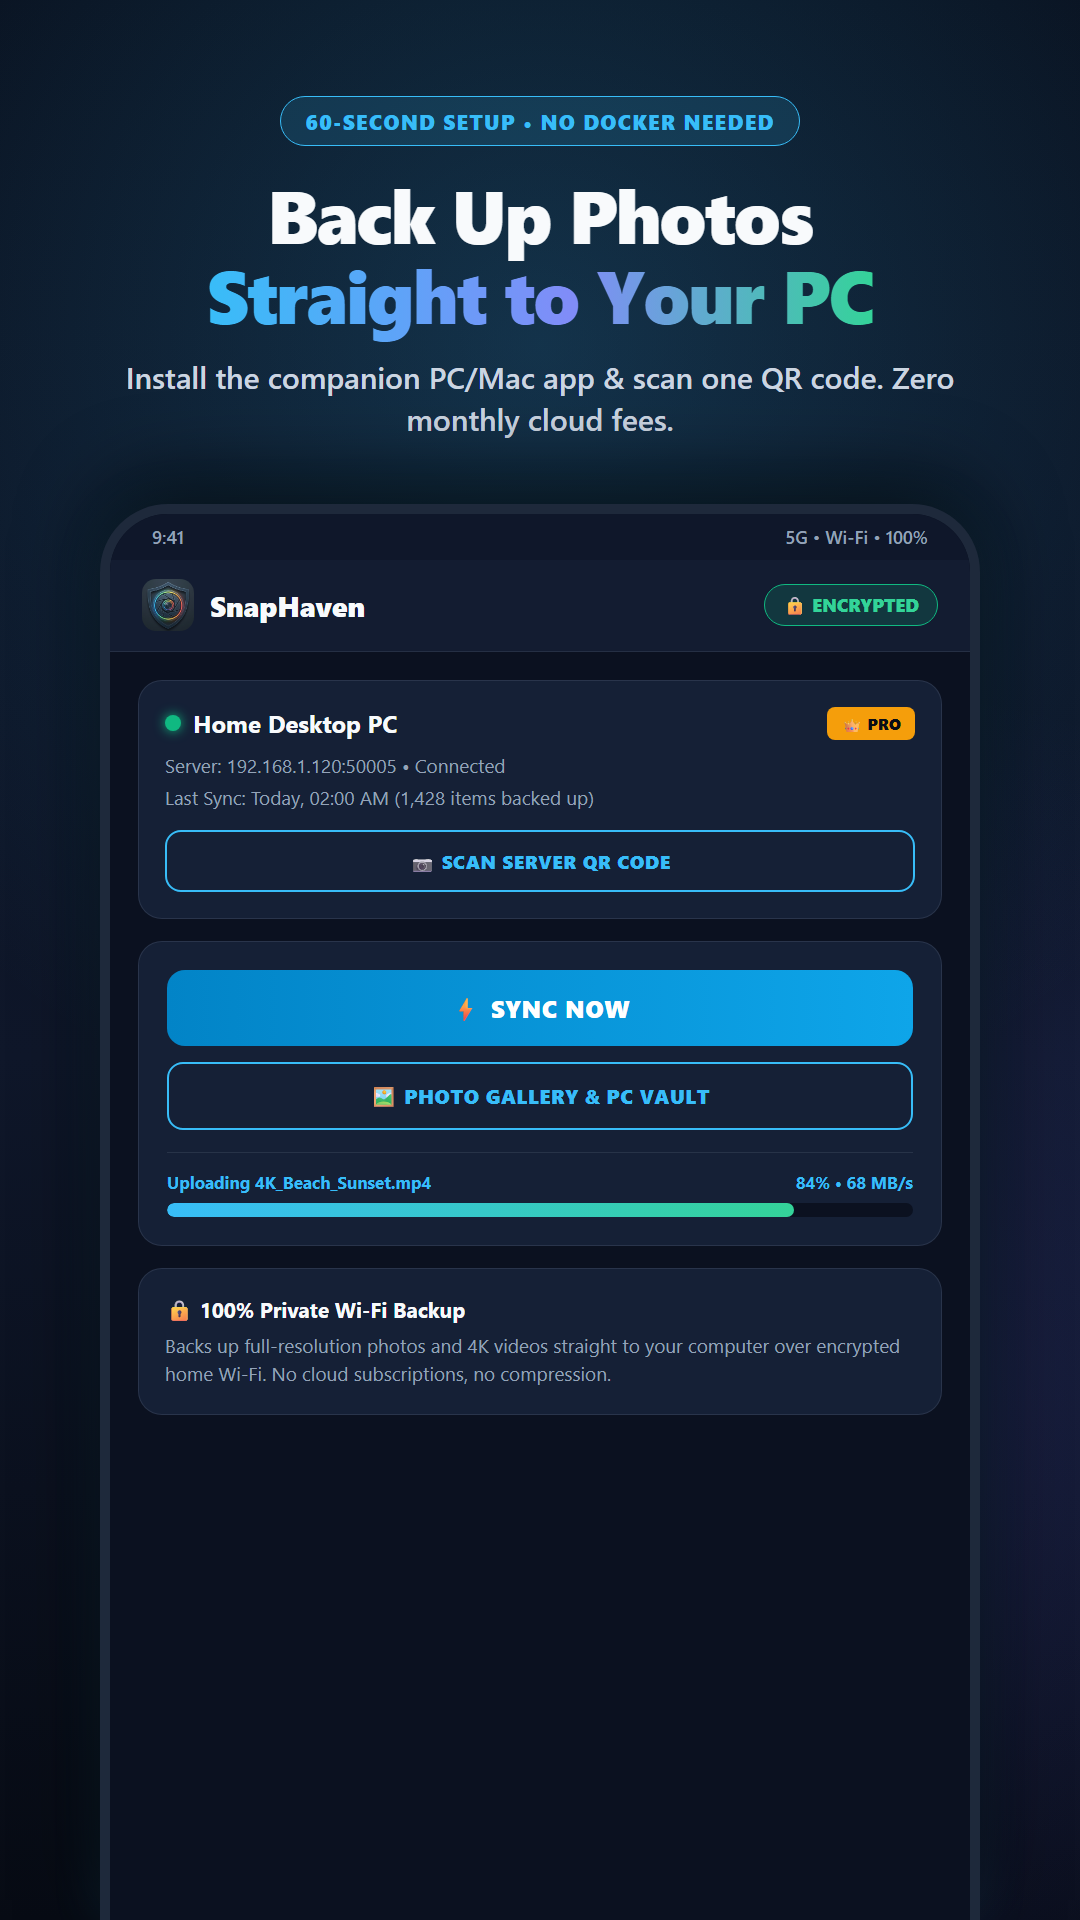 60-SECOND SETUP • NO DOCKER NEEDED
Back Up Photos
Straight to Your PC
Install the companion PC/Mac app & scan one QR code. Zero
monthly cloud fees.
9:41
5G • Wi-Fi • 100%
SnapHaven
🔒 ENCRYPTED
Home Desktop PC
👑 PRO
Server: 192.168.1.120:50005 • Connected
Last Sync: Today, 02:00 AM (1,428 items backed up)
📷 SCAN SERVER QR CODE
⚡ SYNC NOW
🖼️ PHOTO GALLERY & PC VAULT
Uploading 4K_Beach_Sunset.mp4
84% • 68 MB/s
🔒 100% Private Wi-Fi Backup
Backs up full-resolution photos and 4K videos straight to your computer over encrypted
home Wi-Fi. No cloud subscriptions, no compression.